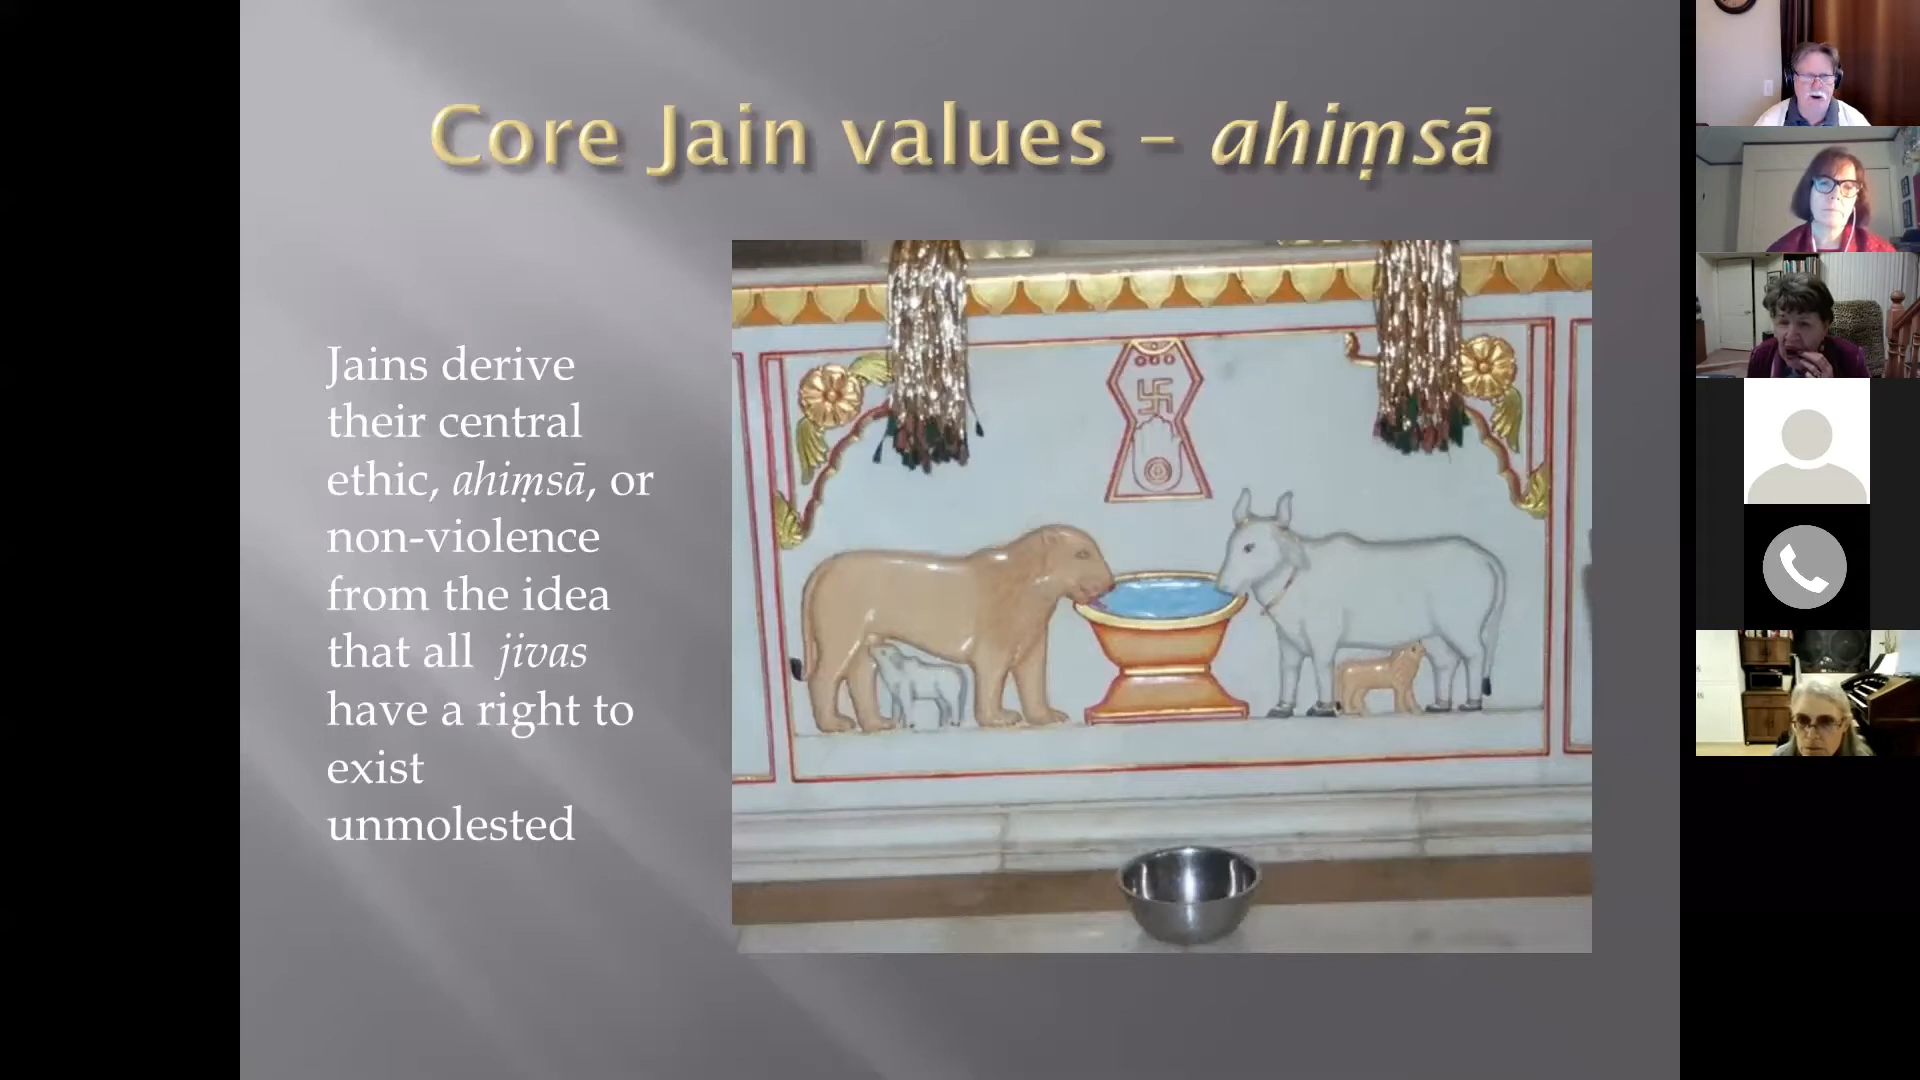 Core Jain values – ahiṃsā
Jains derive
their central
ethic, ahiṃsā, or
non-violence
from the idea
that all jivas
have a right to
exist
unmolested